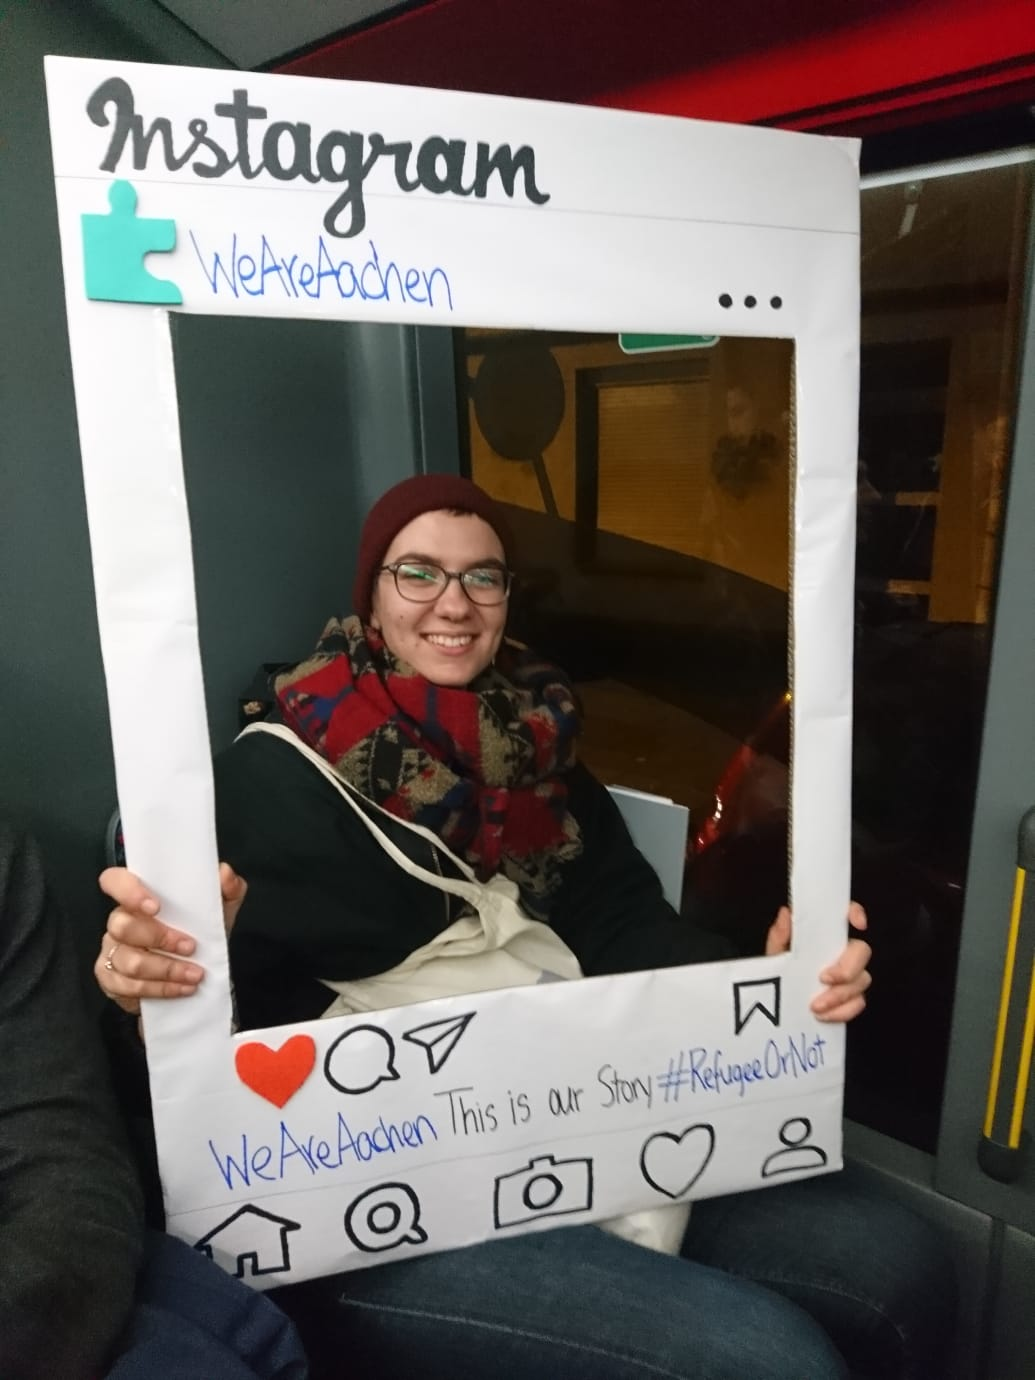 Instagram
WeAreAachen
WeAreAachen This is our Story #RefugeeOrNot